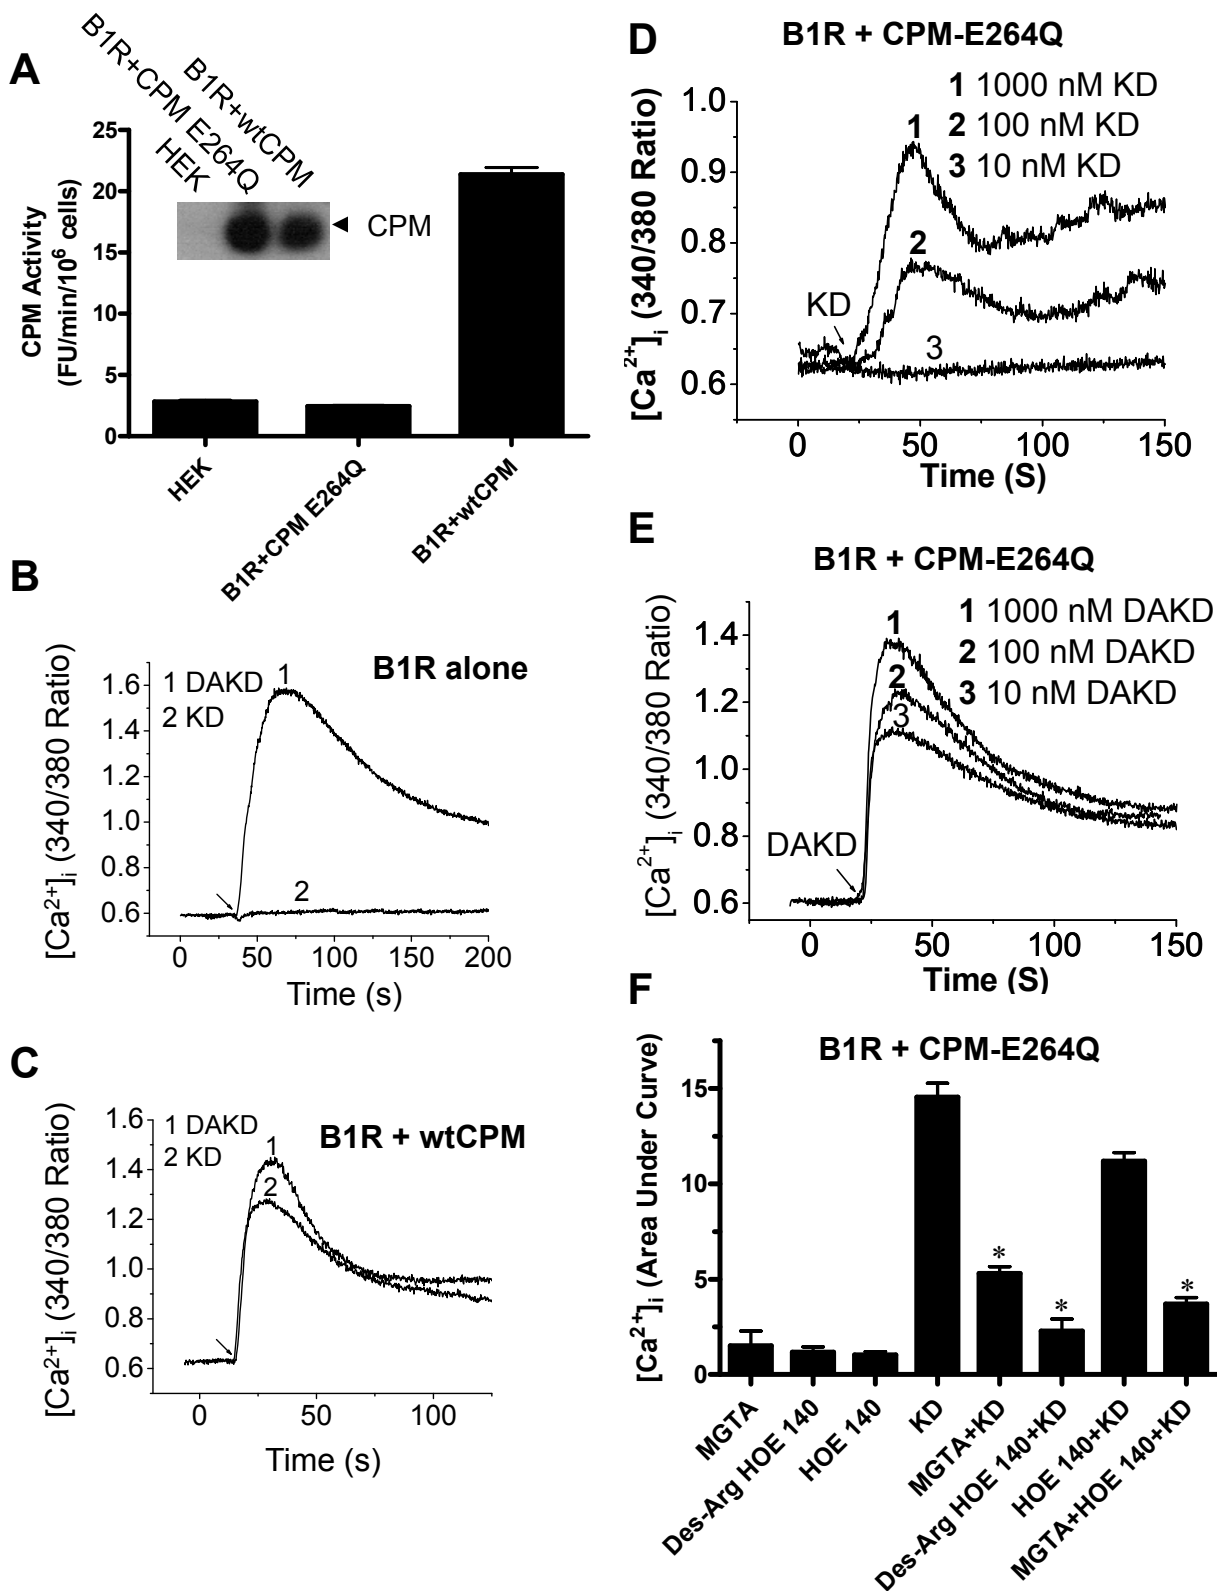 A
B1R+CPM E264Q
B1R+wtCPM
HEK
CPM
CPM Activity
(FU/min/10⁶ cells)
25
20
15
10
5
0
HEK
B1R+CPM E264Q
B1R+wtCPM
B
B1R alone
1 DAKD
2 KD
1
2
[Ca²⁺]ᵢ (340/380 Ratio)
1.6
1.4
1.2
1.0
0.8
0.6
0 50 100 150 200
Time (s)
C
B1R + wtCPM
1 DAKD
2 KD
1
2
[Ca²⁺]ᵢ (340/380 Ratio)
1.6
1.4
1.2
1.0
0.8
0.6
0 50 100
Time (s)
D
B1R + CPM-E264Q
1 1000 nM KD
2 100 nM KD
3 10 nM KD
1
2
3
KD
[Ca²⁺]ᵢ (340/380 Ratio)
1.0
0.9
0.8
0.7
0.6
0 50 100 150
Time (S)
E
B1R + CPM-E264Q
1 1000 nM DAKD
2 100 nM DAKD
3 10 nM DAKD
1
2
3
DAKD
[Ca²⁺]ᵢ (340/380 Ratio)
1.4
1.2
1.0
0.8
0.6
0 50 100 150
Time (S)
F
B1R + CPM-E264Q
[Ca²⁺]ᵢ (Area Under Curve)
15
10
5
0
*
*
*
MGTA
Des-Arg HOE 140
HOE 140
KD
MGTA+KD
Des-Arg HOE 140+KD
HOE 140+KD
MGTA+HOE 140+KD